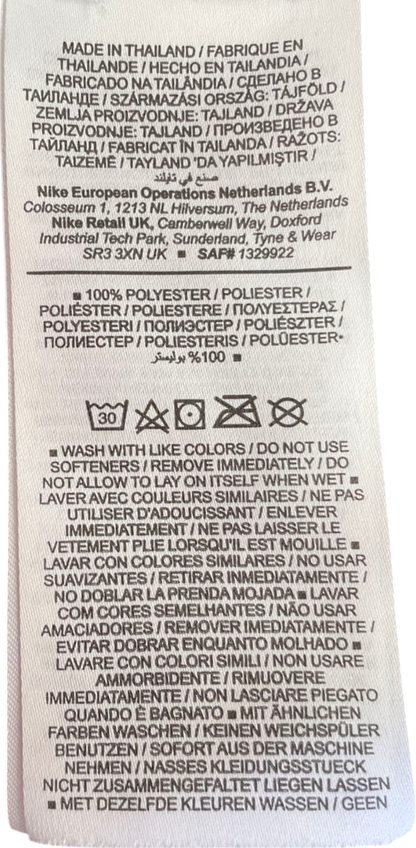 MADE IN THAILAND / FABRIQUE EN
THAILANDE / HECHO EN TAILANDIA /
FABRICADO NA TAILÂNDIA / СДЕЛАНО В
ТАИЛАНДЕ / SZÁRMAZÁSI ORSZÁG: TÁJFÖLD /
ZEMLJA PROIZVODNJE: TAJLAND / DRŽAVA
PROIZVODNJE: TAJLAND / ПРОИЗВЕДЕНО В
ТАЙЛАНД / FABRICAT ÎN TAILANDA / RAŽOTS:
TAIZEMĒ / TAYLAND 'DA YAPILMIŞTIR /
صنع في تايلند
Nike European Operations Netherlands B.V.
Colosseum 1, 1213 NL Hilversum, The Netherlands
Nike Retail UK, Camberwell Way, Doxford
Industrial Tech Park, Sunderland, Tyne & Wear
SR3 3XN UK ■ SAF# 1329922
■ 100% POLYESTER / POLIESTER /
POLIÉSTER / POLIESTERE / ΠΟΛΥΕΣΤΕΡΑΣ /
POLYESTERI / ПОЛИЭСТЕР / POLIÉSZTER /
ПОЛИЕСТЕР / POLIESTERIS / POLÜESTER•
100% بوليستر ■
30
■ WASH WITH LIKE COLORS / DO NOT USE
SOFTENERS / REMOVE IMMEDIATELY / DO
NOT ALLOW TO LAY ON ITSELF WHEN WET ■
LAVER AVEC COULEURS SIMILAIRES / NE PAS
UTILISER D'ADOUCISSANT / ENLEVER
IMMEDIATEMENT / NE PAS LAISSER LE
VETEMENT PLIE LORSQU'IL EST MOUILLE ■
LAVAR CON COLORES SIMILARES / NO USAR
SUAVIZANTES / RETIRAR INMEDIATAMENTE /
NO DOBLAR LA PRENDA MOJADA ■ LAVAR
COM CORES SEMELHANTES / NÃO USAR
AMACIADORES / REMOVER IMEDIATAMENTE /
EVITAR DOBRAR ENQUANTO MOLHADO ■
LAVARE CON COLORI SIMILI / NON USARE
AMMORBIDENTE / RIMUOVERE
IMMEDIATAMENTE / NON LASCIARE PIEGATO
QUANDO È BAGNATO ■ MIT ÄHNLICHEN
FARBEN WASCHEN / KEINEN WEICHSPÜLER
BENUTZEN / SOFORT AUS DER MASCHINE
NEHMEN / NASSES KLEIDUNGSSTUECK
NICHT ZUSAMMENGEFALTET LIEGEN LASSEN
■ MET DEZELFDE KLEUREN WASSEN / GEEN